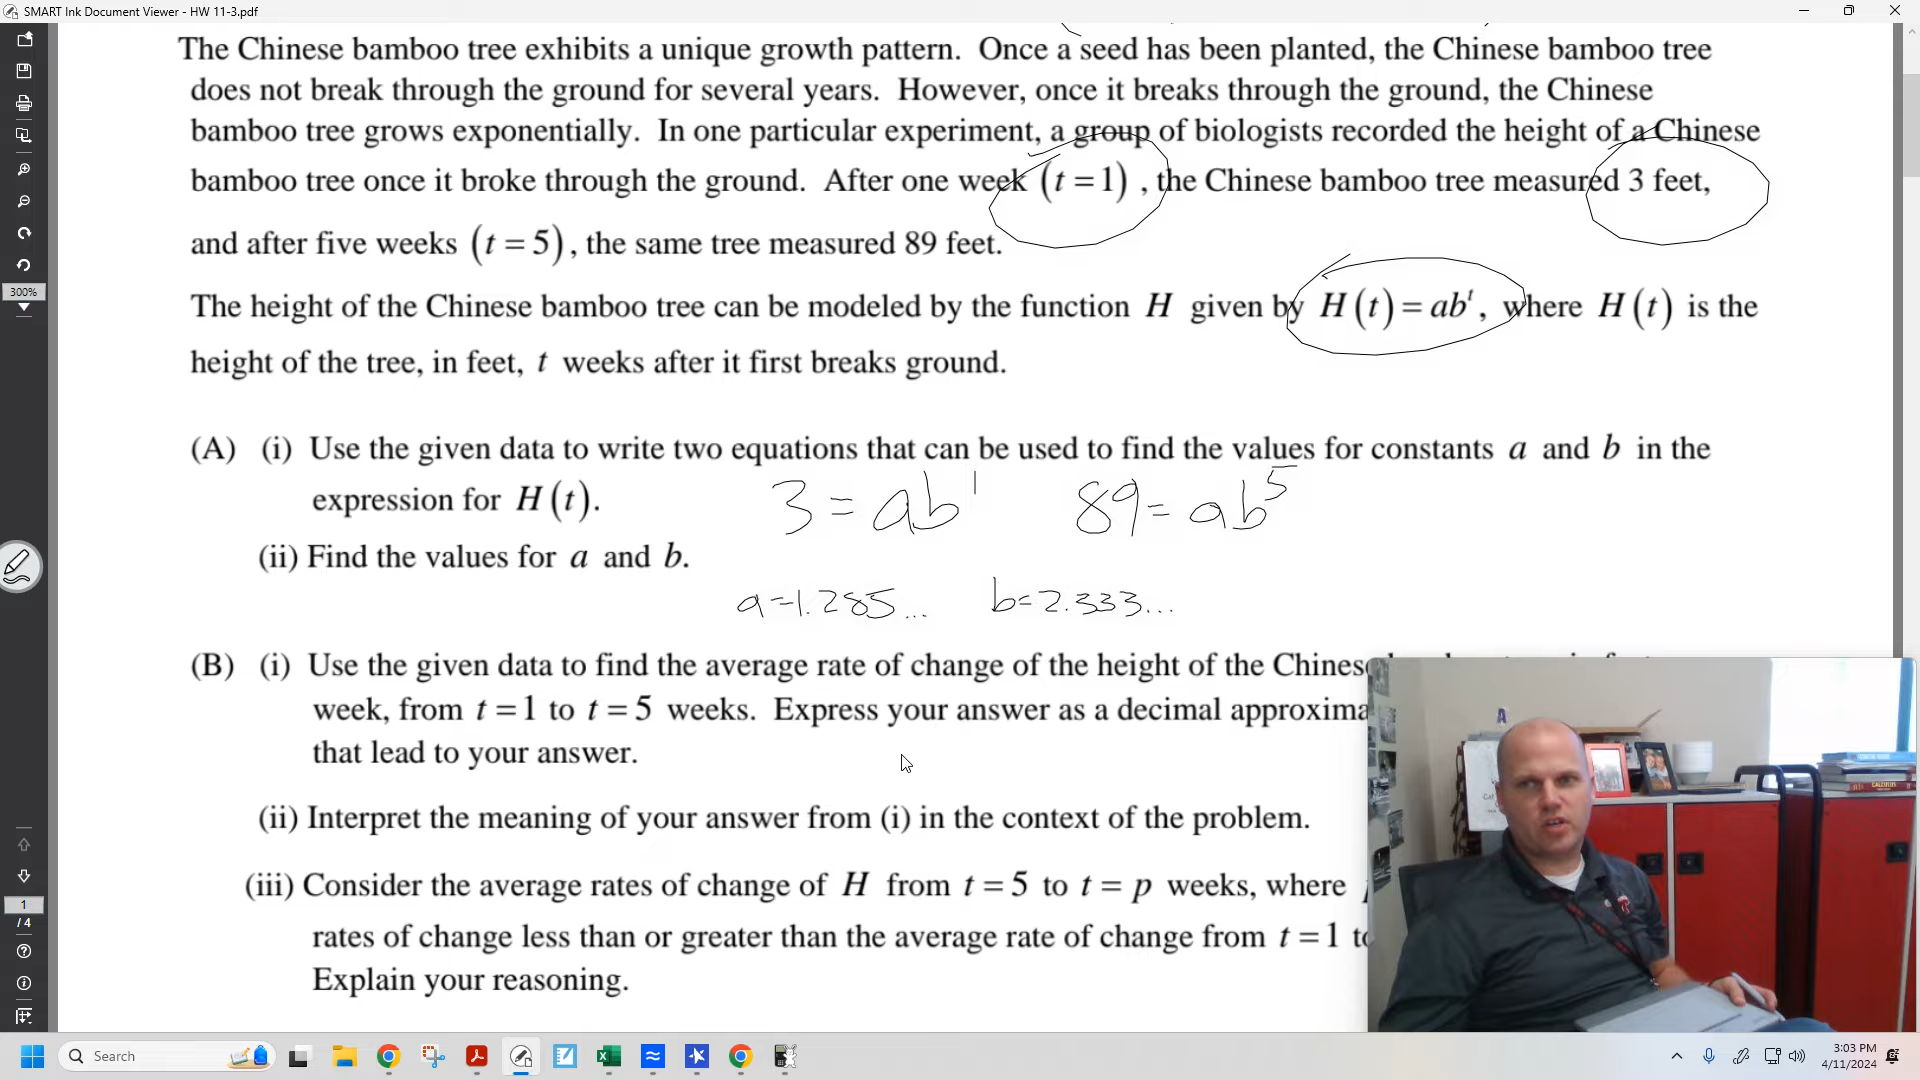 SMART Ink Document Viewer - HW 11-3.pdf
The Chinese bamboo tree exhibits a unique growth pattern. Once a seed has been planted, the Chinese bamboo tree
does not break through the ground for several years. However, once it breaks through the ground, the Chinese
bamboo tree grows exponentially. In one particular experiment, a group of biologists recorded the height of a Chinese
bamboo tree once it broke through the ground. After one week (t = 1), the Chinese bamboo tree measured 3 feet,
and after five weeks (t = 5), the same tree measured 89 feet.
The height of the Chinese bamboo tree can be modeled by the function H given by H(t) = ab^t, where H(t) is the
height of the tree, in feet, t weeks after it first breaks ground.
(A) (i) Use the given data to write two equations that can be used to find the values for constants a and b in the
expression for H(t). 3 = ab^1 89 = ab^5
(ii) Find the values for a and b.
a=1.285... b=2.333...
(B) (i) Use the given data to find the average rate of change of the height of the
week, from t = 1 to t = 5 weeks. Express your answer as a decimal
that lead to your answer.
(ii) Interpret the meaning of your answer from (i) in the context of the problem.
(iii) Consider the average rates of change of H from t = 5 to t = p weeks, where
rates of change less than or greater than the average rate of change from t = 1
Explain your reasoning.
300%
1
/ 4
Search
3:03 PM
4/11/2024